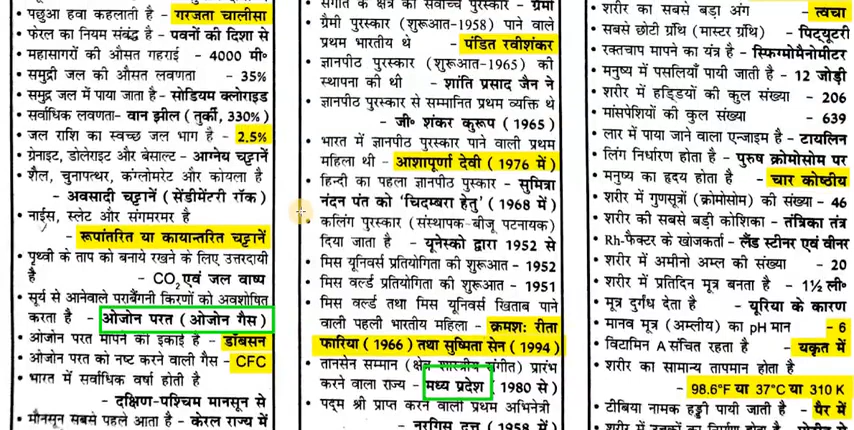 • पछुआ हवा कहलाती है - गरजता चालीसा
• फेरल का नियम संबंद्ध है - पवनों की दिशा से
• महासागरों की औसत गहराई - 4000 मी०
• समुद्री जल की औसत लवणता - 35%
• समुद्र जल में पाया जाता है - सोडियम क्लोराइड
• सर्वाधिक लवणता- वान झील (तुर्की, 330%)
• जल राशि का स्वच्छ जल भाग है - 2.5%
• ग्रेनाइट, डोलेराइट और बेसाल्ट - आग्नेय चट्टानें
• शैल, चुनापत्थर, कंग्लोमरेट और कोयला है
- अवसादी चट्टानें (सेंडीमेंटरी रॉक)
• नाईस, स्लेट और संगमरमर है
- रूपांतरित या कायान्तरित चट्टानें
• पृथ्वी के ताप को बनाये रखने के लिए उत्तरदायी
है - CO₂ एवं जल वाष्प
• सूर्य से आनेवाले पराबैंगनी किरणों को अवशोषित
करता है - ओजोन परत (ओजोन गैस)
• ओजोन परत मापने की इकाई है - डॉबसन
• ओजोन परत को नष्ट करने वाली गैस - CFC
• भारत में सर्वाधिक वर्षा होती है
- दक्षिण-पश्चिम मानसून से
• मौनसून सबसे पहले आता है - केरल राज्य में
संगीत के क्षेत्र का सर्वोच्च पुरस्कार - ग्रैमी
• ग्रैमी पुरस्कार (शुरूआत-1958) पाने वाले
प्रथम भारतीय थे - पंडित रवीशंकर
• ज्ञानपीठ पुरस्कार (शुरूआत-1965) की
स्थापना की थी - शांति प्रसाद जैन ने
• ज्ञानपीठ पुरस्कार से सम्मानित प्रथम व्यक्ति थे
- जी० शंकर कुरूप (1965)
• भारत में ज्ञानपीठ पुरस्कार पाने वाली प्रथम
महिला थी - आशापूर्णा देवी (1976 में)
• हिन्दी का पहला ज्ञानपीठ पुस्कार - सुमित्रा
नंदन पंत को 'चिदम्बरा हेतु' (1968 में)
• कलिंग पुरस्कार (संस्थापक-बीजू पटनायक)
दिया जाता है - यूनेस्को द्वारा 1952 से
• मिस यूनिवर्स प्रतियोगिता की शुरूआत - 1952
• मिस वर्ल्ड प्रतियोगिता की शुरूआत - 1951
• मिस वर्ल्ड तथा मिस यूनिवर्स खिताब पाने
वाली पहली भारतीय महिला - क्रमशः रीता
फारिया (1966) तथा सुष्मिता सेन (1994)
• तानसेन सम्मान (क्षेत्र शास्त्रीय संगीत) प्रारंभ
करने वाला राज्य - मध्य प्रदेश (1980 से)
• पद्म श्री प्राप्त करने वाली प्रथम अभिनेत्री
- नरगिस दत्त (1958 में)
• शरीर का सबसे बड़ा अंग - त्वचा
• सबसे छोटी ग्रंथि (मास्टर ग्रंथि) - पिट्यूटरी
• रक्तचाप मापने का यंत्र है - स्फिग्मोमैनोमीटर
• मनुष्य में पसलियाँ पायी जाती है - 12 जोड़ी
• शरीर में हड्डियों की कुल संख्या - 206
• मांसपेशियों की कुल संख्या - 639
• लार में पाया जाने वाला एन्जाइम है - टायलिन
• लिंग निर्धारण होता है - पुरुष क्रोमोसोम पर
• मनुष्य का हृदय होता है - चार कोष्ठीय
• शरीर में गुणसूत्रों (क्रोमोसोम) की संख्या - 46
• शरीर की सबसे बड़ी कोशिका - तंत्रिका तंत्र
• Rh-फैक्टर के खोजकर्ता - लैंड स्टीनर एवं वीनर
• शरीर में अमीनो अम्ल की संख्या - 20
• शरीर में प्रतिदिन मूत्र बनता है - 1½ ली०
• मूत्र दुर्गंध देता है - यूरिया के कारण
• मानव मूत्र (अम्लीय) का pH मान - 6
• विटामिन A संचित रहता है - यकृत में
• शरीर का सामान्य तापमान होता है
- 98.6°F या 37°C या 310 K
• टीबिया नामक हड्डी पायी जाती है - पैर में